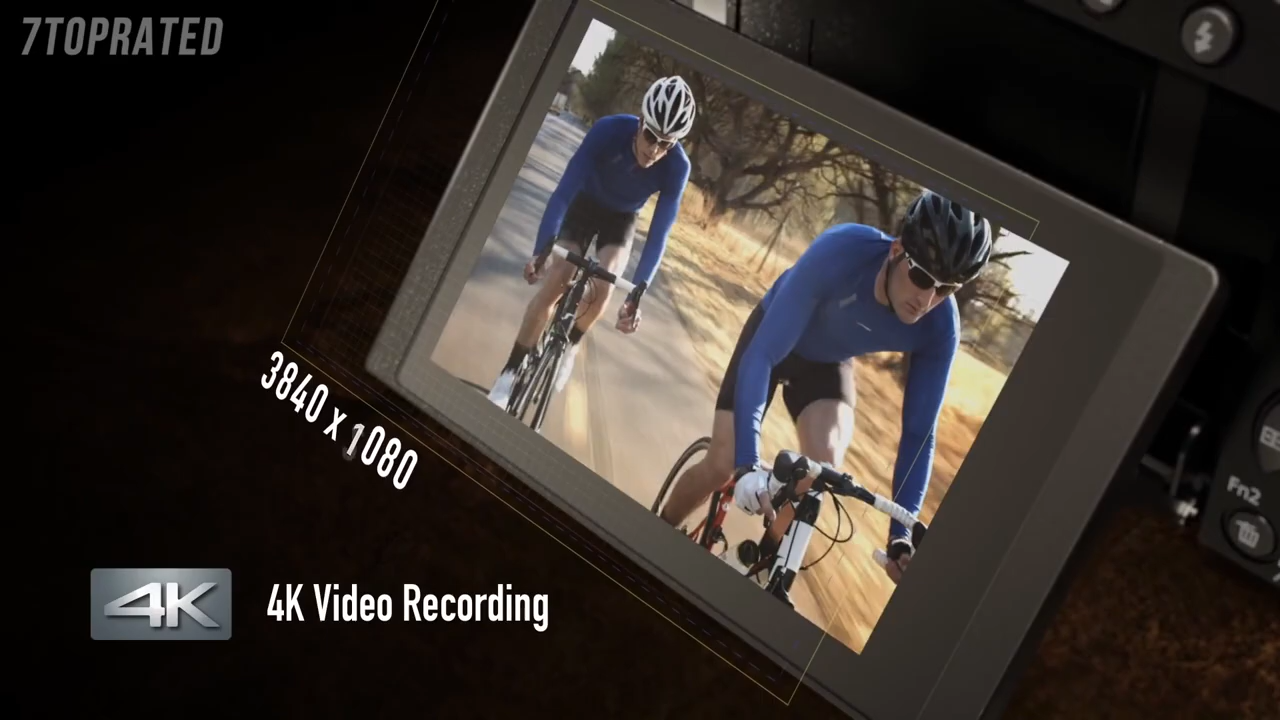 7TOPRATED
3840 x 1080
4K
4K Video Recording
Fn2